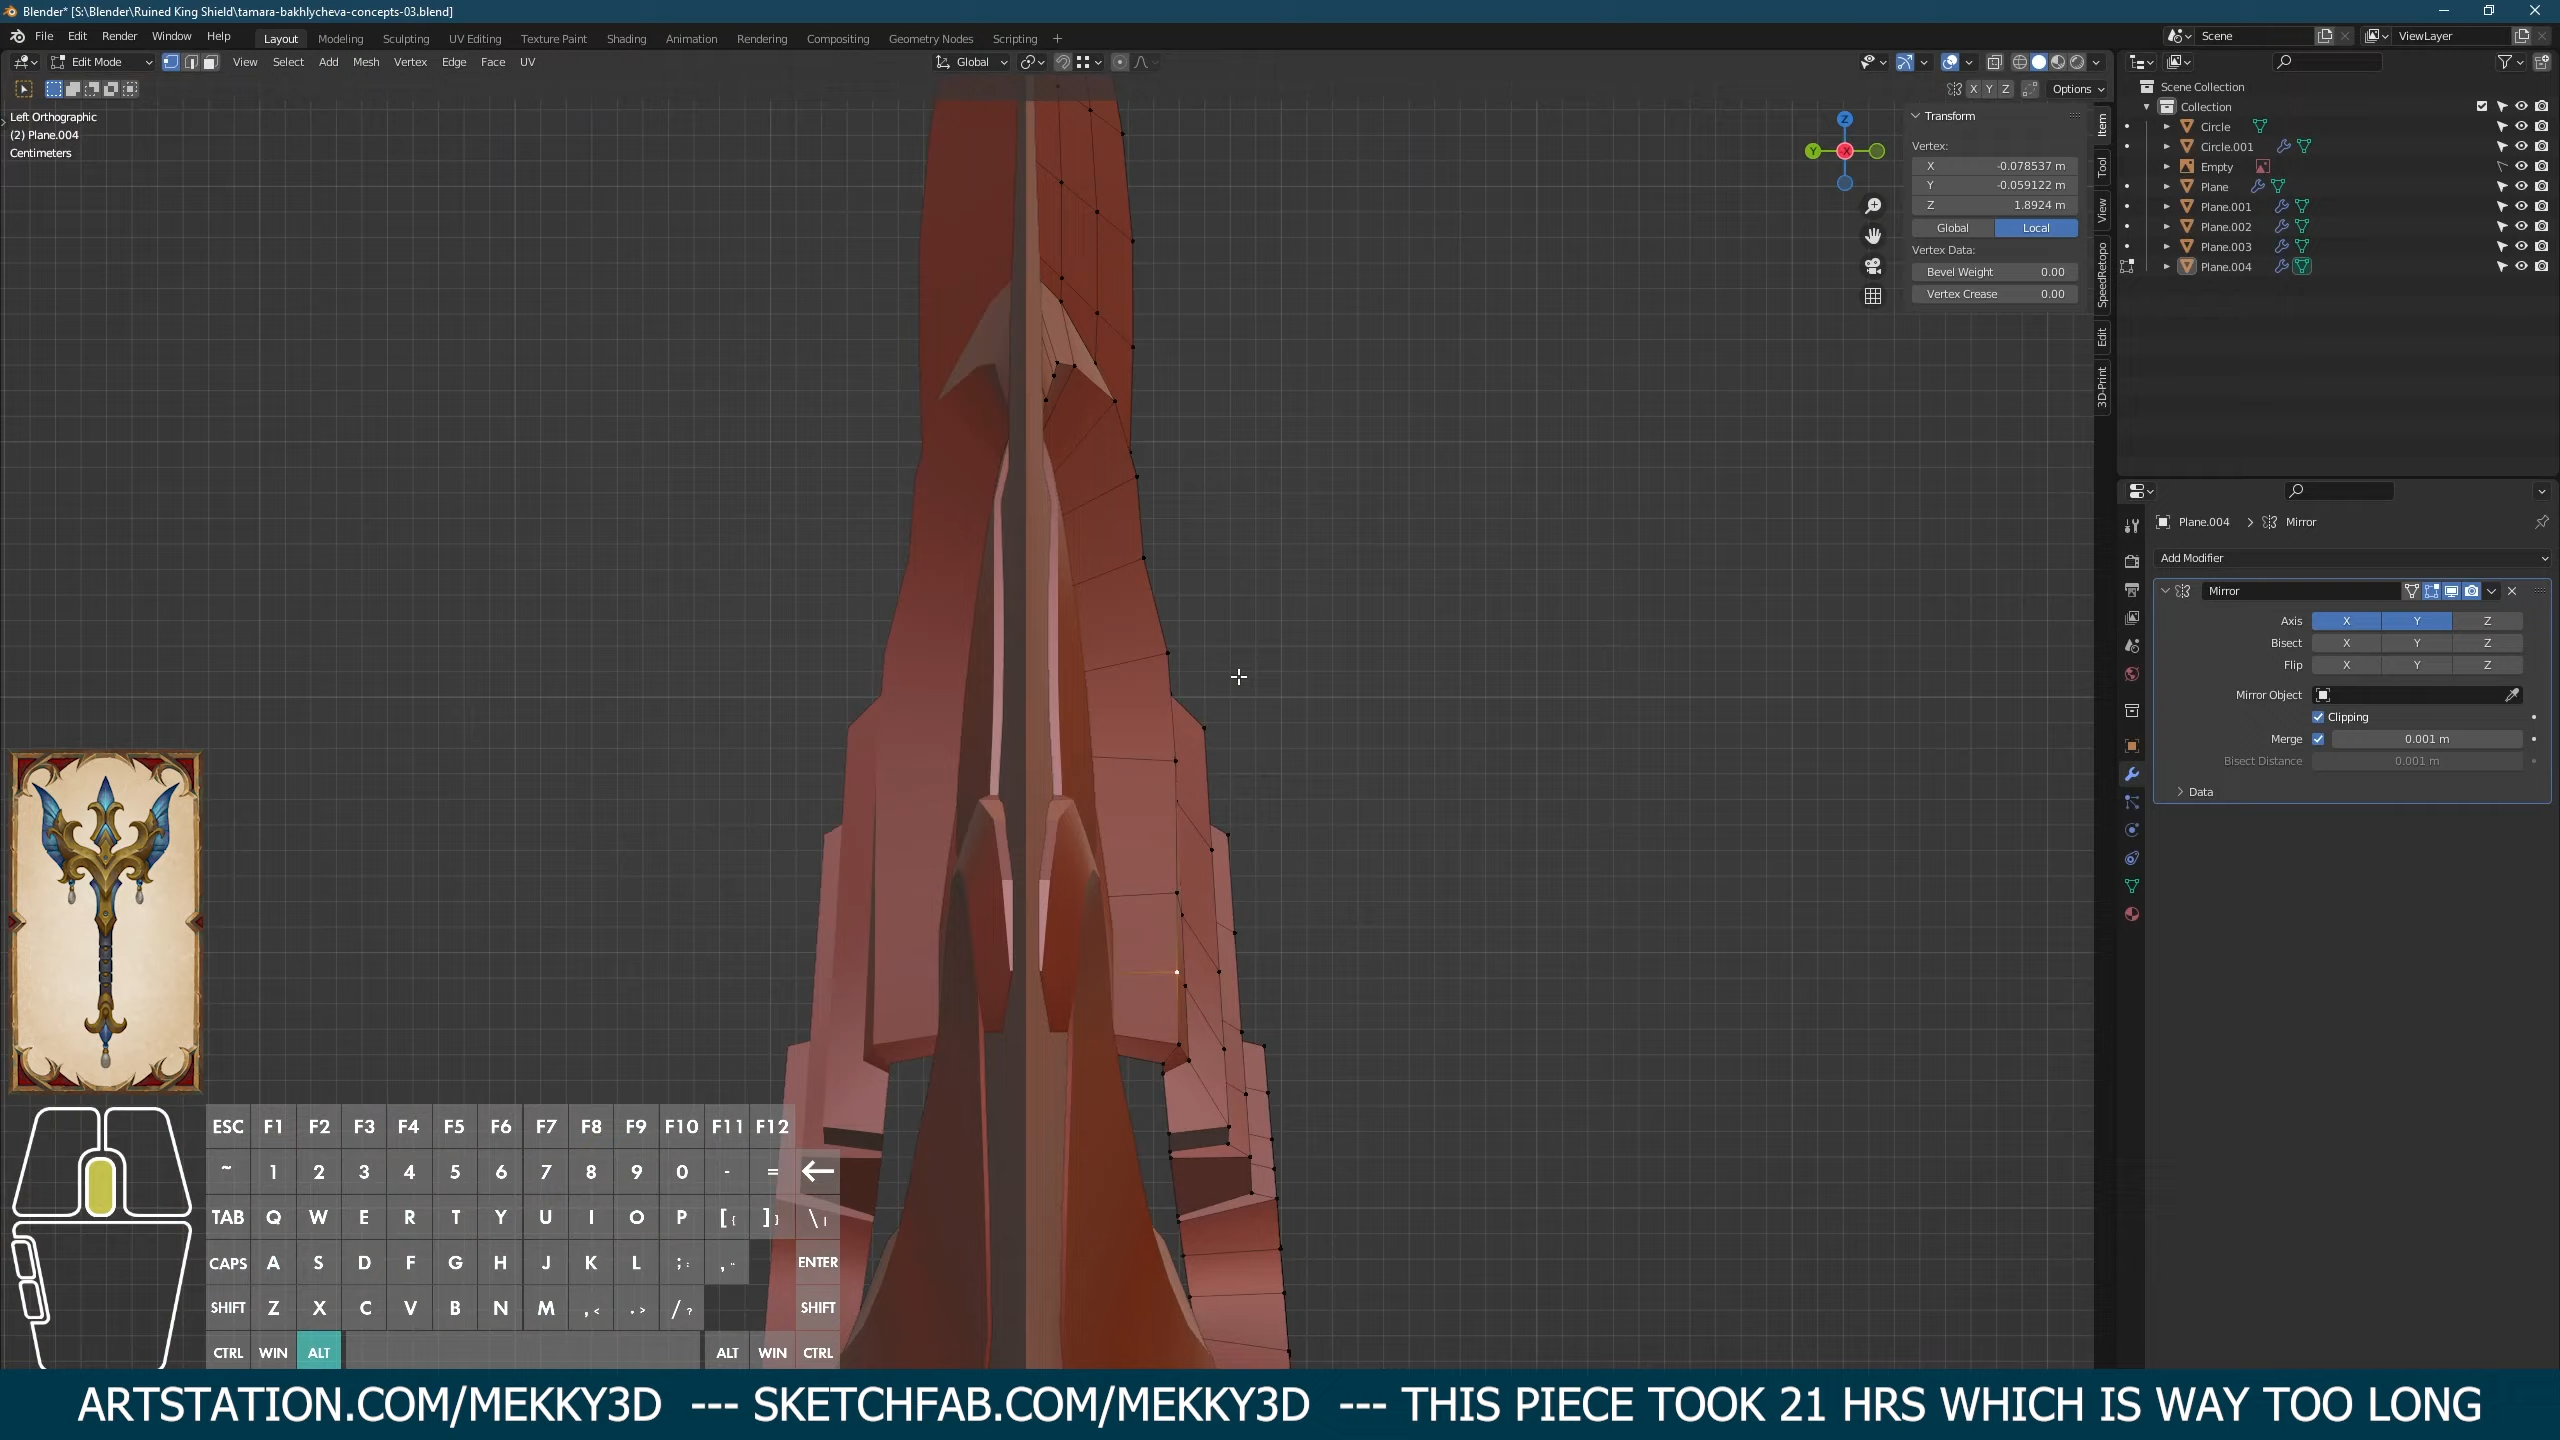 Blender* [S:\Blender\Ruined King Shield\tamara-bakhlycheva-concepts-03.blend]
File Edit Render Window Help Layout Modeling Sculpting UV Editing Texture Paint Shading Animation Rendering Compositing Geometry Nodes Scripting + Scene ViewLayer
Edit Mode View Select Add Mesh Vertex Edge Face UV Global
X Y Z Options
Left Orthographic
(2) Plane.004
Centimeters
Z
Y
X
Transform
Vertex:
X -0.078537 m
Y -0.059122 m
Z 1.8924 m
Global Local
Vertex Data:
Bevel Weight 0.00
Vertex Crease 0.00
Item
Tool
View
SpeedRetopo
Edit
3D-Print
Scene Collection
Collection
Circle
Circle.001
Empty
Plane
Plane.001
Plane.002
Plane.003
Plane.004
Plane.004 > Mirror
Add Modifier
Mirror
Axis X Y Z
Bisect X Y Z
Flip X Y Z
Mirror Object
Clipping
Merge 0.001 m
Bisect Distance 0.001 m
Data
ESC F1 F2 F3 F4 F5 F6 F7 F8 F9 F10 F11 F12
~ 1 2 3 4 5 6 7 8 9 0 - =
TAB Q W E R T Y U I O P [{ ]} \|
CAPS A S D F G H J K L ;: ,¨ ENTER
SHIFT Z X C V B N M ,< .> /? SHIFT
CTRL WIN ALT ALT WIN CTRL
ARTSTATION.COM/MEKKY3D --- SKETCHFAB.COM/MEKKY3D --- THIS PIECE TOOK 21 HRS WHICH IS WAY TOO LONG